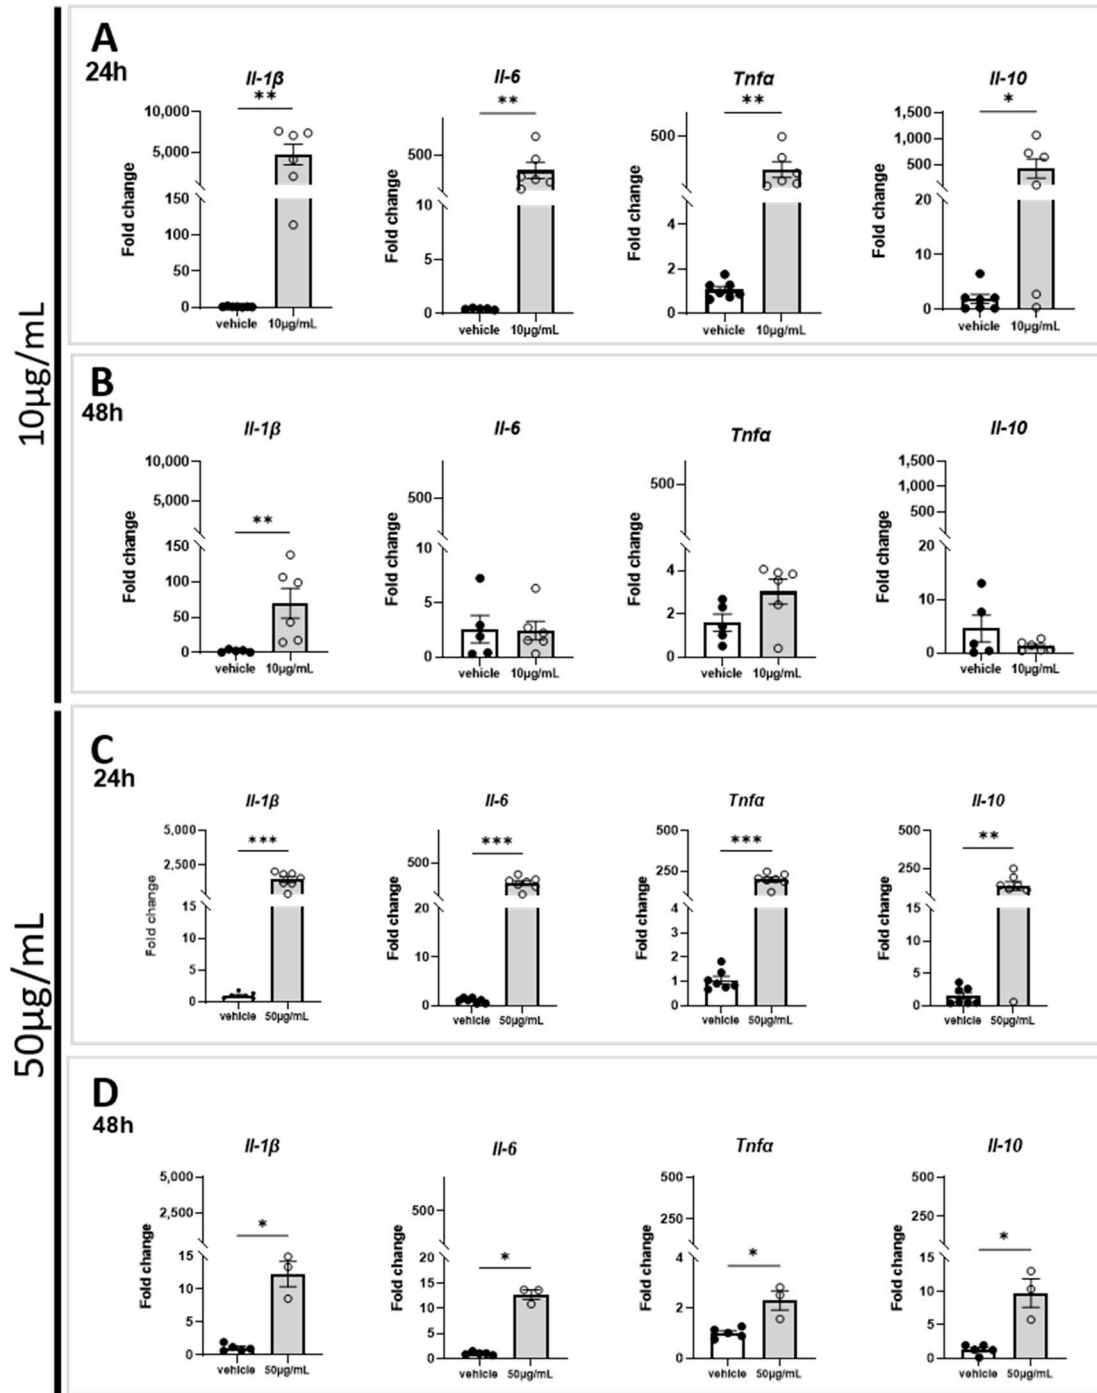 10µg/mL
A
24h
Il-1β
**
Fold change
10,000
5,000
150
100
50
0
vehicle 10µg/mL
Il-6
**
Fold change
500
10
5
0
vehicle 10µg/mL
Tnfα
**
Fold change
500
4
2
0
vehicle 10µg/mL
Il-10
*
Fold change
1,500
1,000
500
20
10
0
vehicle 10µg/mL
B
48h
Il-1β
**
Fold change
10,000
5,000
150
100
50
0
vehicle 10µg/mL
Il-6
Fold change
500
10
5
0
vehicle 10µg/mL
Tnfα
Fold change
500
4
2
0
vehicle 10µg/mL
Il-10
Fold change
1,500
1,000
500
20
10
0
vehicle 10µg/mL
50µg/mL
C
24h
Il-1β
***
Fold change
5,000
2,500
15
10
5
0
vehicle 50µg/mL
Il-6
***
Fold change
500
20
15
10
5
0
vehicle 50µg/mL
Tnfα
***
Fold change
500
250
4
3
2
1
0
vehicle 50µg/mL
Il-10
**
Fold change
500
250
15
10
5
0
vehicle 50µg/mL
D
48h
Il-1β
*
Fold change
5,000
2,500
15
10
5
0
vehicle 50µg/mL
Il-6
*
Fold change
500
20
15
10
5
0
vehicle 50µg/mL
Tnfα
*
Fold change
500
250
4
2
0
vehicle 50µg/mL
Il-10
*
Fold change
500
250
15
10
5
0
vehicle 50µg/mL